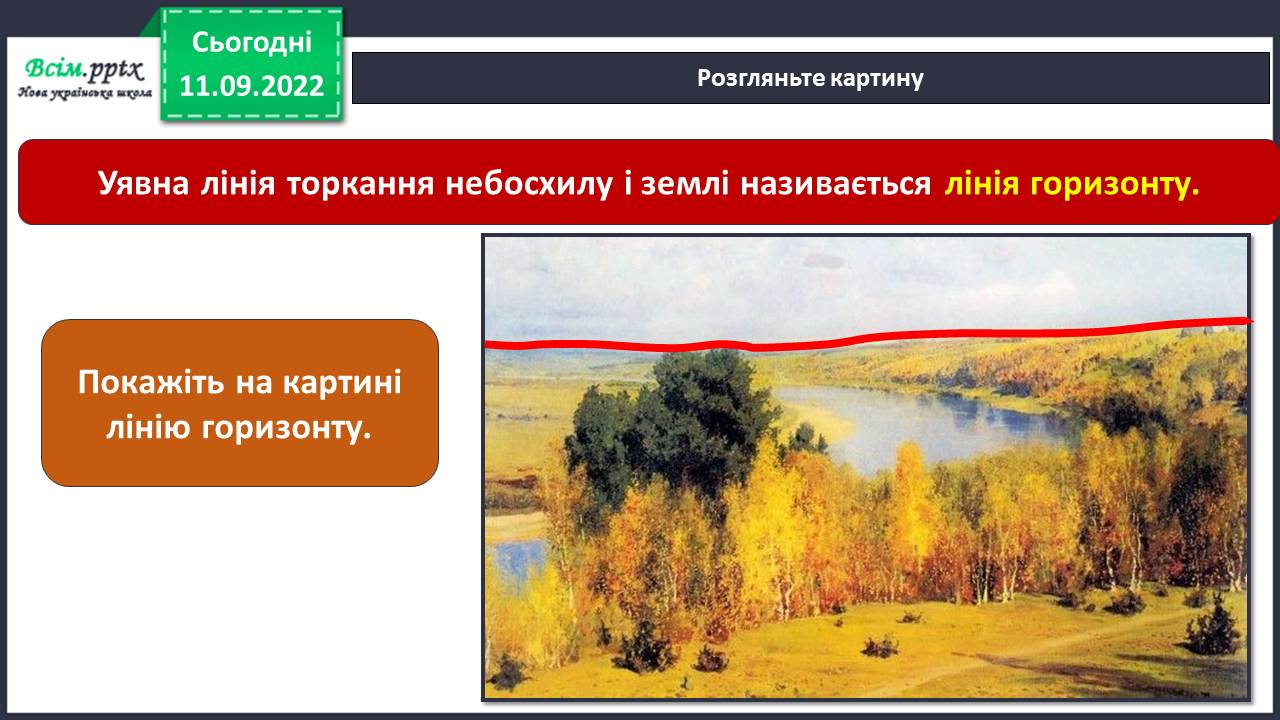 Всім.pptx
Нова українська школа
Сьогодні
11.09.2022
Розгляньте картину
Уявна лінія торкання небосхилу і землі називається лінія горизонту.
Покажіть на картині
лінію горизонту.